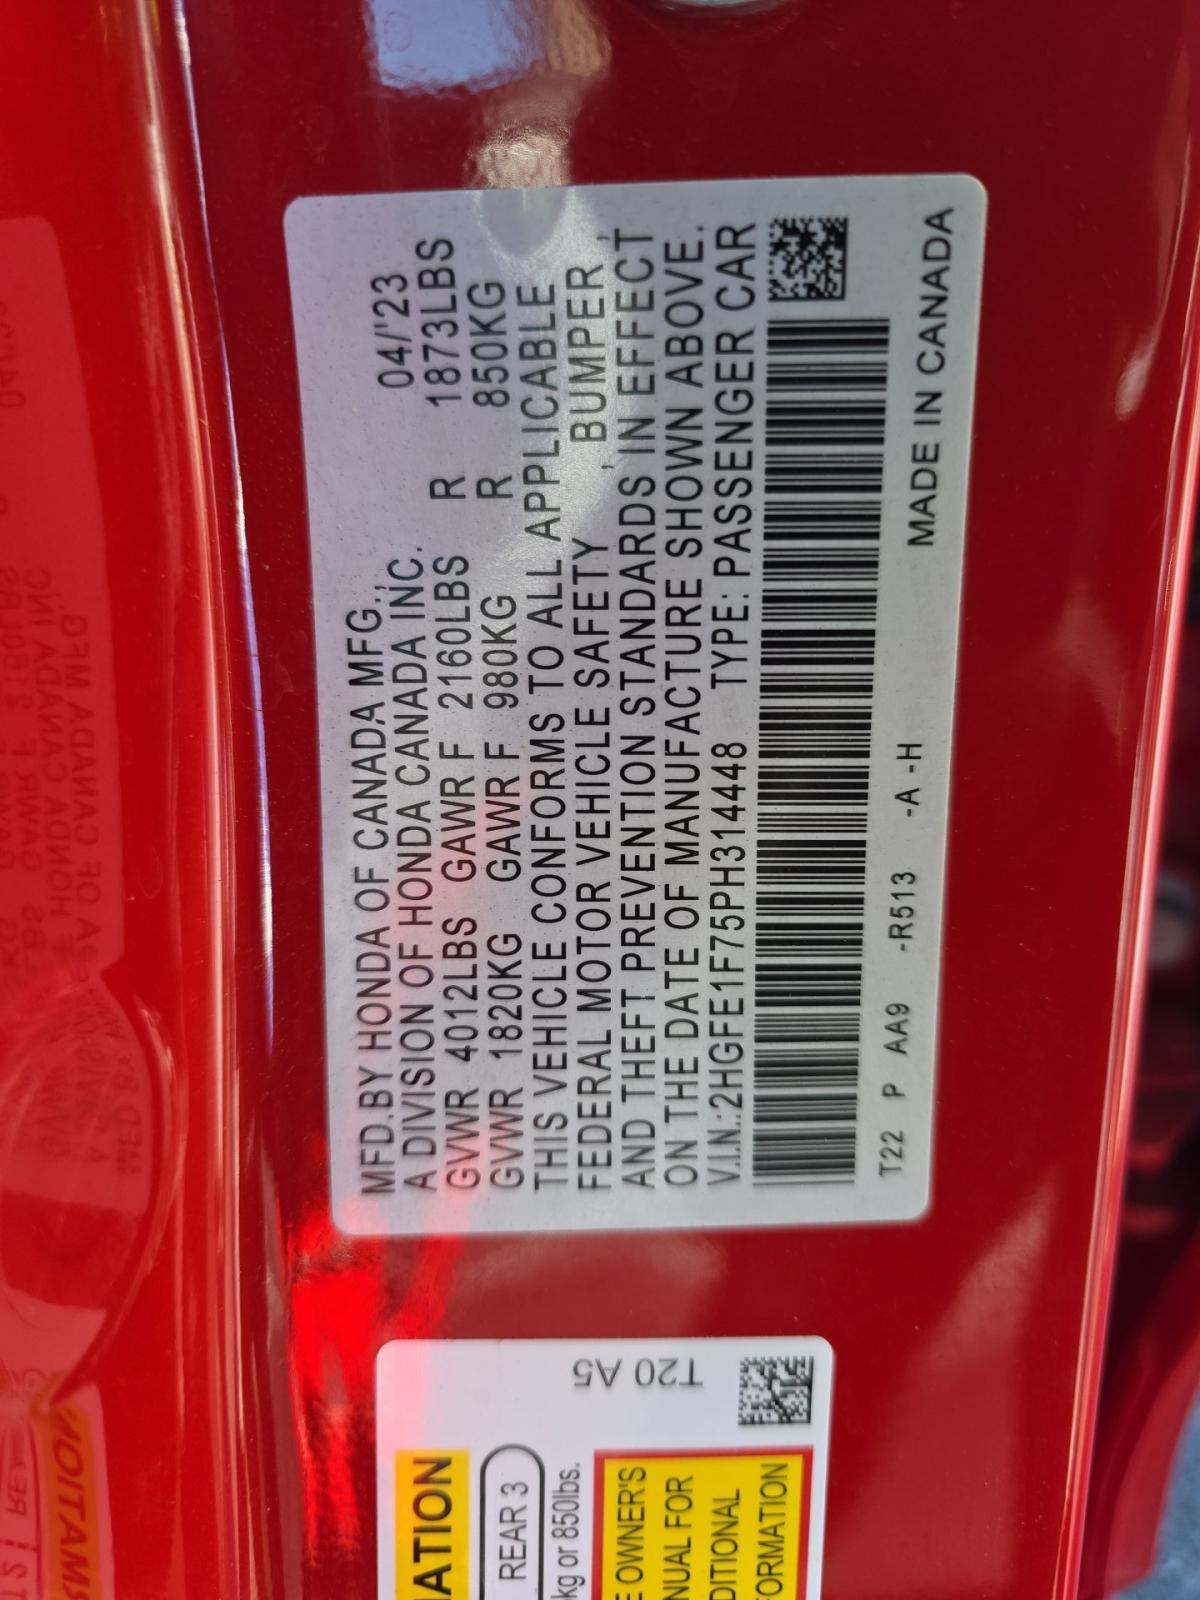 MFD.BY HONDA OF CANADA MFG.,
A DIVISION OF HONDA CANADA INC. 04/'23
GVWR 4012LBS GAWR F 2160LBS R 1873LBS
GVWR 1820KG GAWR F 980KG R 850KG
THIS VEHICLE CONFORMS TO ALL APPLICABLE
FEDERAL MOTOR VEHICLE SAFETY , BUMPER ,
AND THEFT PREVENTION STANDARDS IN EFFECT
ON THE DATE OF MANUFACTURE SHOWN ABOVE.
V.I.N.:2HGFE1F75PH314448 TYPE: PASSENGER CAR
T22 P AA9 -R513 -A -H MADE IN CANADA
T20 A5
MATION
REAR 3
kg or 850lbs.
E OWNER'S
NUAL FOR
DITIONAL
FORMATION